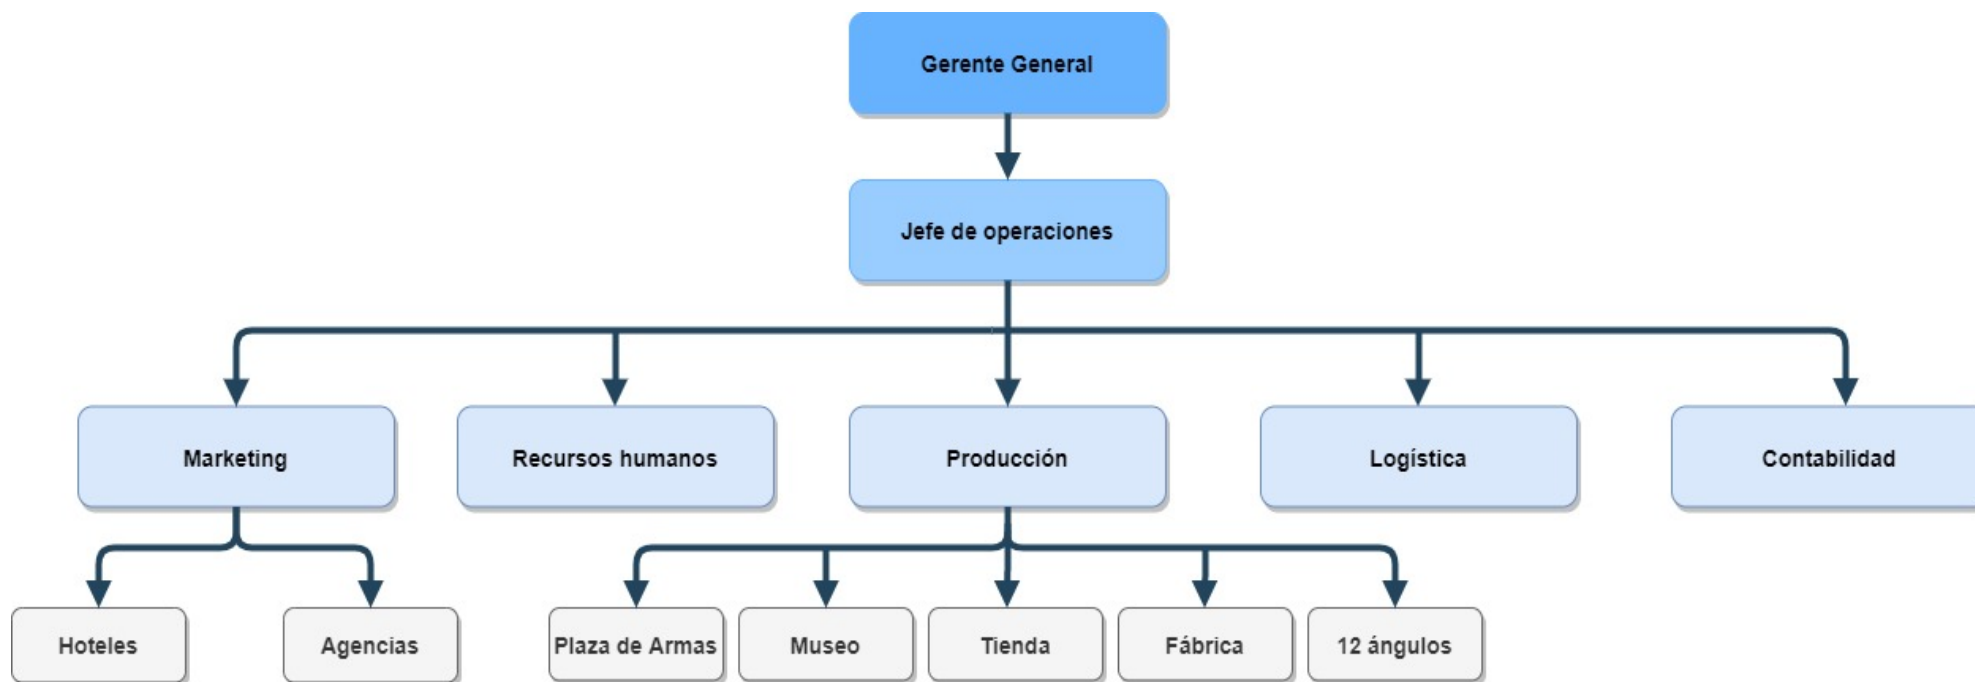 Gerente General
Jefe de operaciones
Marketing
Recursos humanos
Producción
Logística
Contabilidad
Hoteles
Agencias
Plaza de Armas
Museo
Tienda
Fábrica
12 ángulos